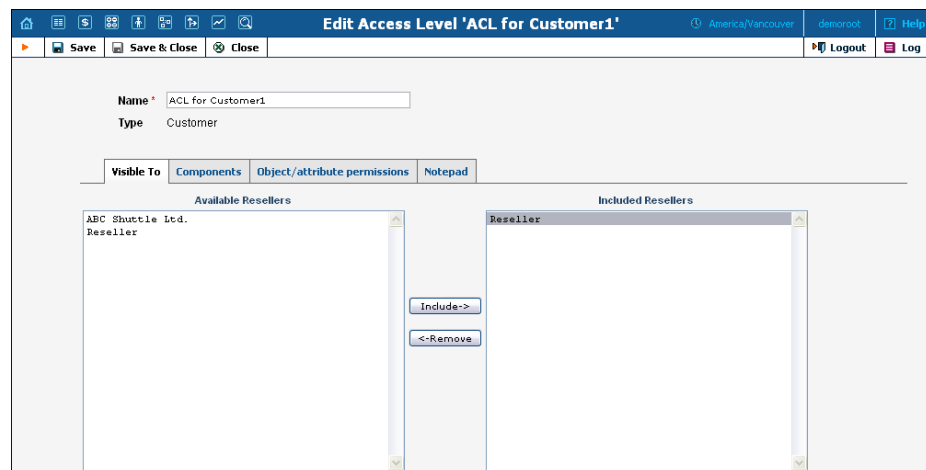 Edit Access Level 'ACL for Customer1'
America/Vancouver
demoroot
? Help
Save
Save & Close
Close
Logout
Log
Name * ACL for Customer1
Type Customer
Visible To
Components
Object/attribute permissions
Notepad
Available Resellers
Included Resellers
ABC Shuttle Ltd.
Reseller
Reseller
Include->
<-Remove